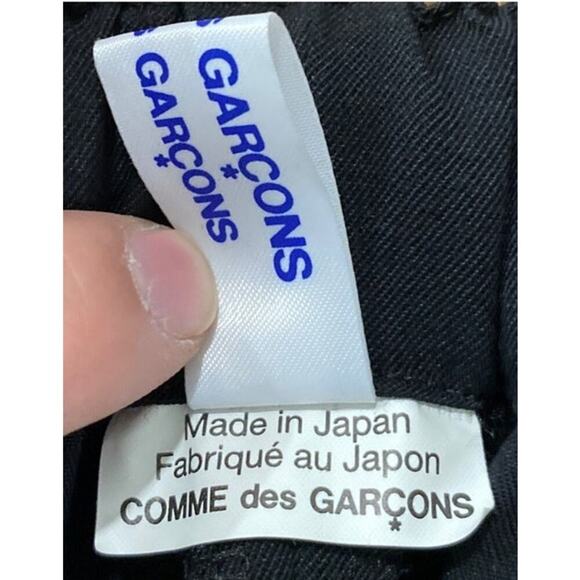 GARÇONS
GARÇONS
Made in Japan
Fabriqué au Japon
COMME des GARÇONS